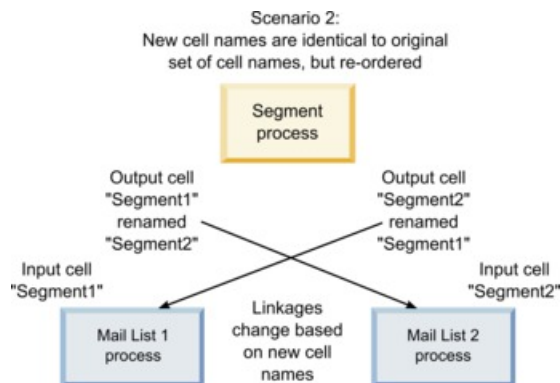 Scenario 2:
New cell names are identical to original
set of cell names, but re-ordered
Segment
process
Output cell
"Segment1"
renamed
"Segment2"
Output cell
"Segment2"
renamed
"Segment1"
Input cell
"Segment1"
Input cell
"Segment2"
Mail List 1
process
Linkages
change based
on new cell
names
Mail List 2
process